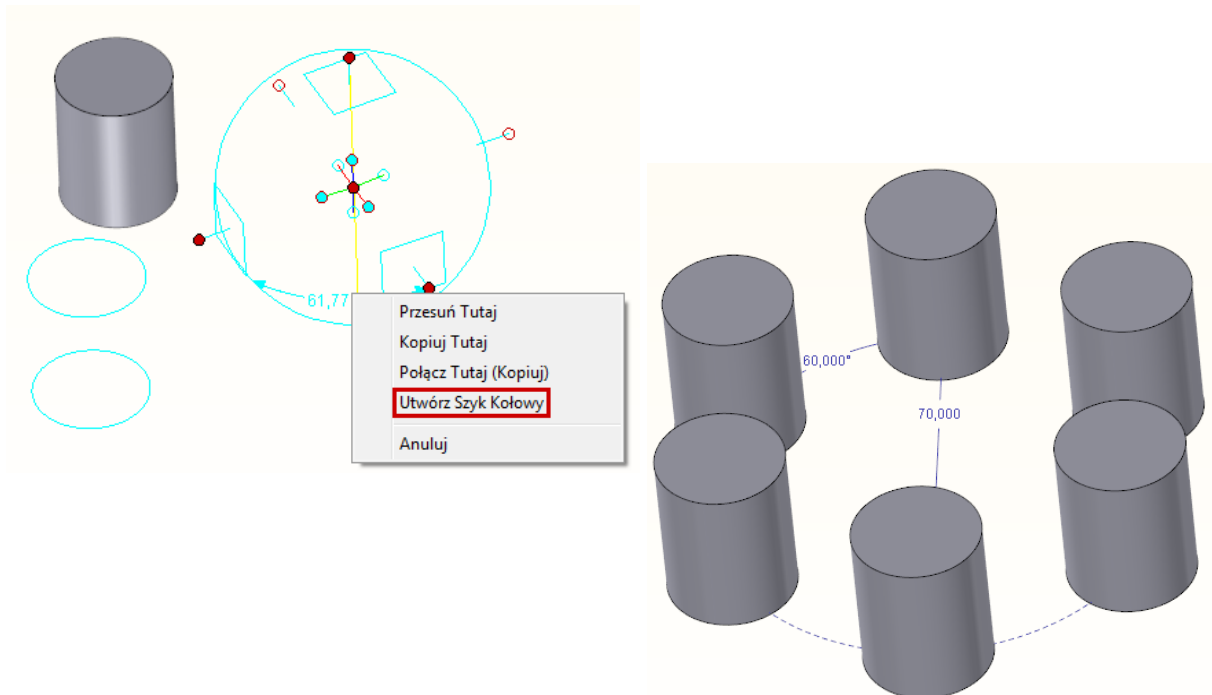 61,77
Przesuń Tutaj
Kopiuj Tutaj
Połącz Tutaj (Kopiuj)
Utwórz Szyk Kołowy
Anuluj
60,000°
70,000